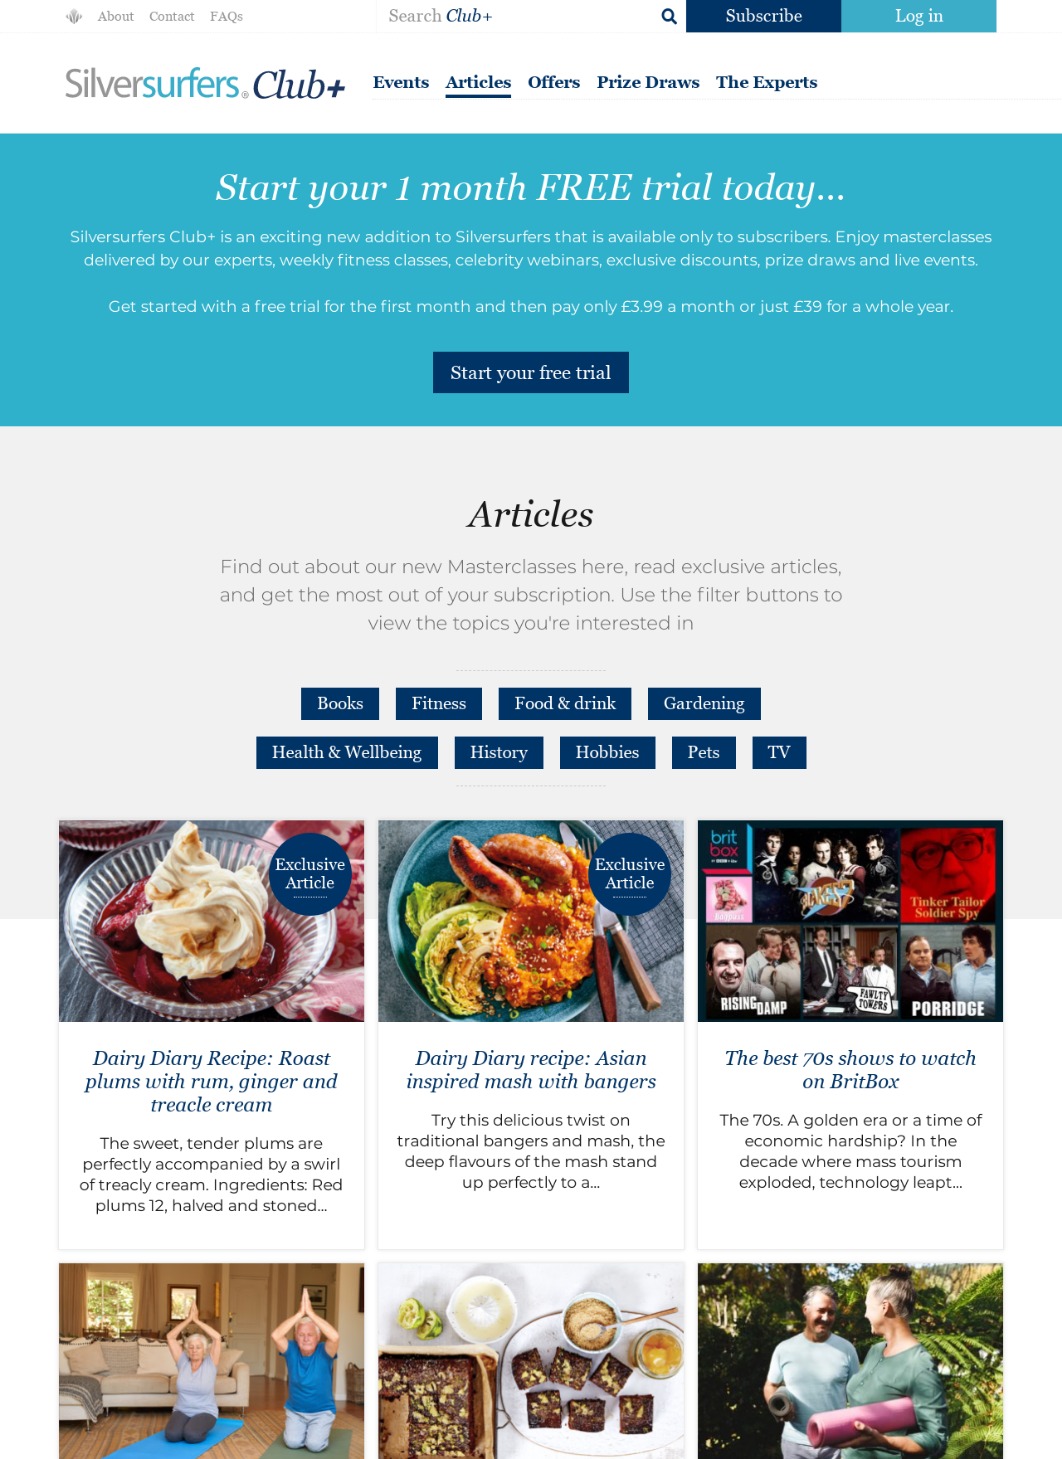 About Contact FAQs
Search Club+
Subscribe
Log in
Silversurfers® Club+
Events Articles Offers Prize Draws The Experts
Start your 1 month FREE trial today...
Silversurfers Club+ is an exciting new addition to Silversurfers that is available only to subscribers. Enjoy masterclasses
delivered by our experts, weekly fitness classes, celebrity webinars, exclusive discounts, prize draws and live events.
Get started with a free trial for the first month and then pay only £3.99 a month or just £39 for a whole year.
Start your free trial
Articles
Find out about our new Masterclasses here, read exclusive articles,
and get the most out of your subscription. Use the filter buttons to
view the topics you're interested in
Books Fitness Food & drink Gardening
Health & Wellbeing History Hobbies Pets TV
Exclusive
Article
Dairy Diary Recipe: Roast
plums with rum, ginger and
treacle cream
The sweet, tender plums are
perfectly accompanied by a swirl
of treacly cream. Ingredients: Red
plums 12, halved and stoned...
Exclusive
Article
Dairy Diary recipe: Asian
inspired mash with bangers
Try this delicious twist on
traditional bangers and mash, the
deep flavours of the mash stand
up perfectly to a...
brit
box
Tinker Tailor
Soldier Spy
RISING DAMP
FAWLTY
TOWERS
PORRIDGE
The best 70s shows to watch
on BritBox
The 70s. A golden era or a time of
economic hardship? In the
decade where mass tourism
exploded, technology leapt...